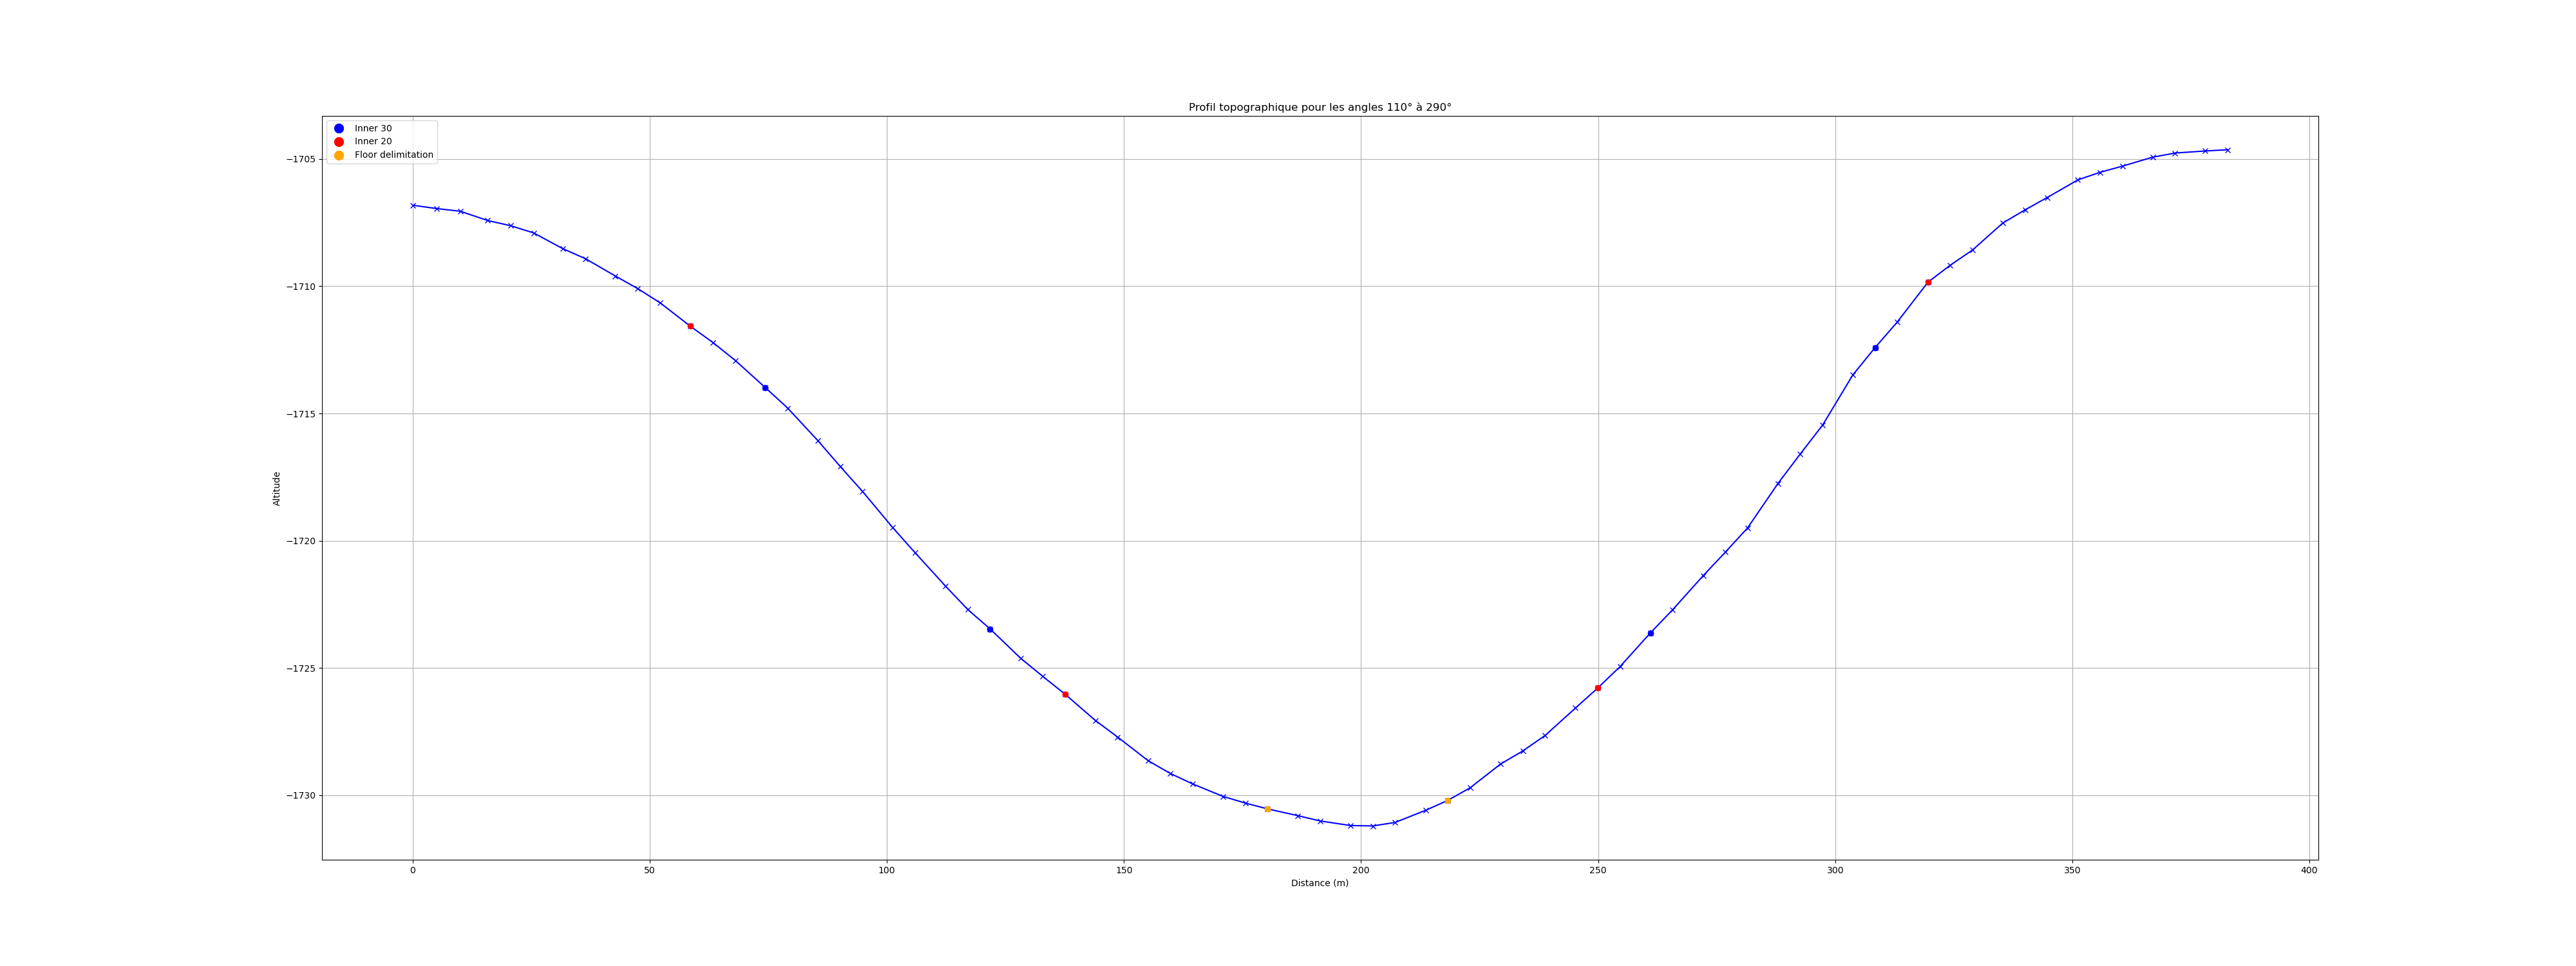 Profil topographique pour les angles 110° à 290°
Inner 30
Inner 20
Floor delimitation
−1705
−1710
−1715
−1720
−1725
−1730
Altitude
0
50
100
150
200
250
300
350
400
Distance (m)